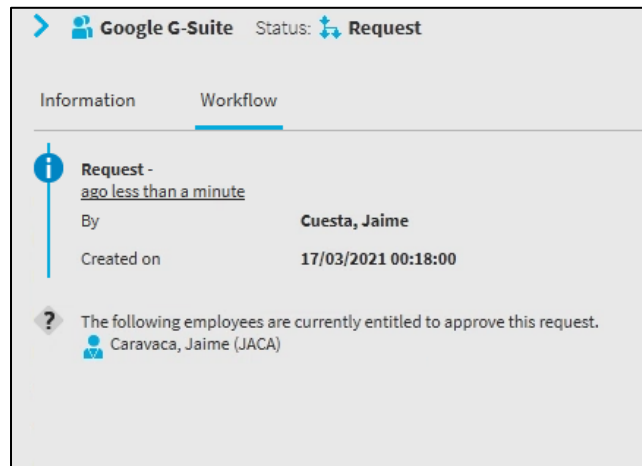 Google G-Suite Status: Request
Information Workflow
Request -
ago less than a minute
By Cuesta, Jaime
Created on 17/03/2021 00:18:00
The following employees are currently entitled to approve this request.
Caravaca, Jaime (JACA)